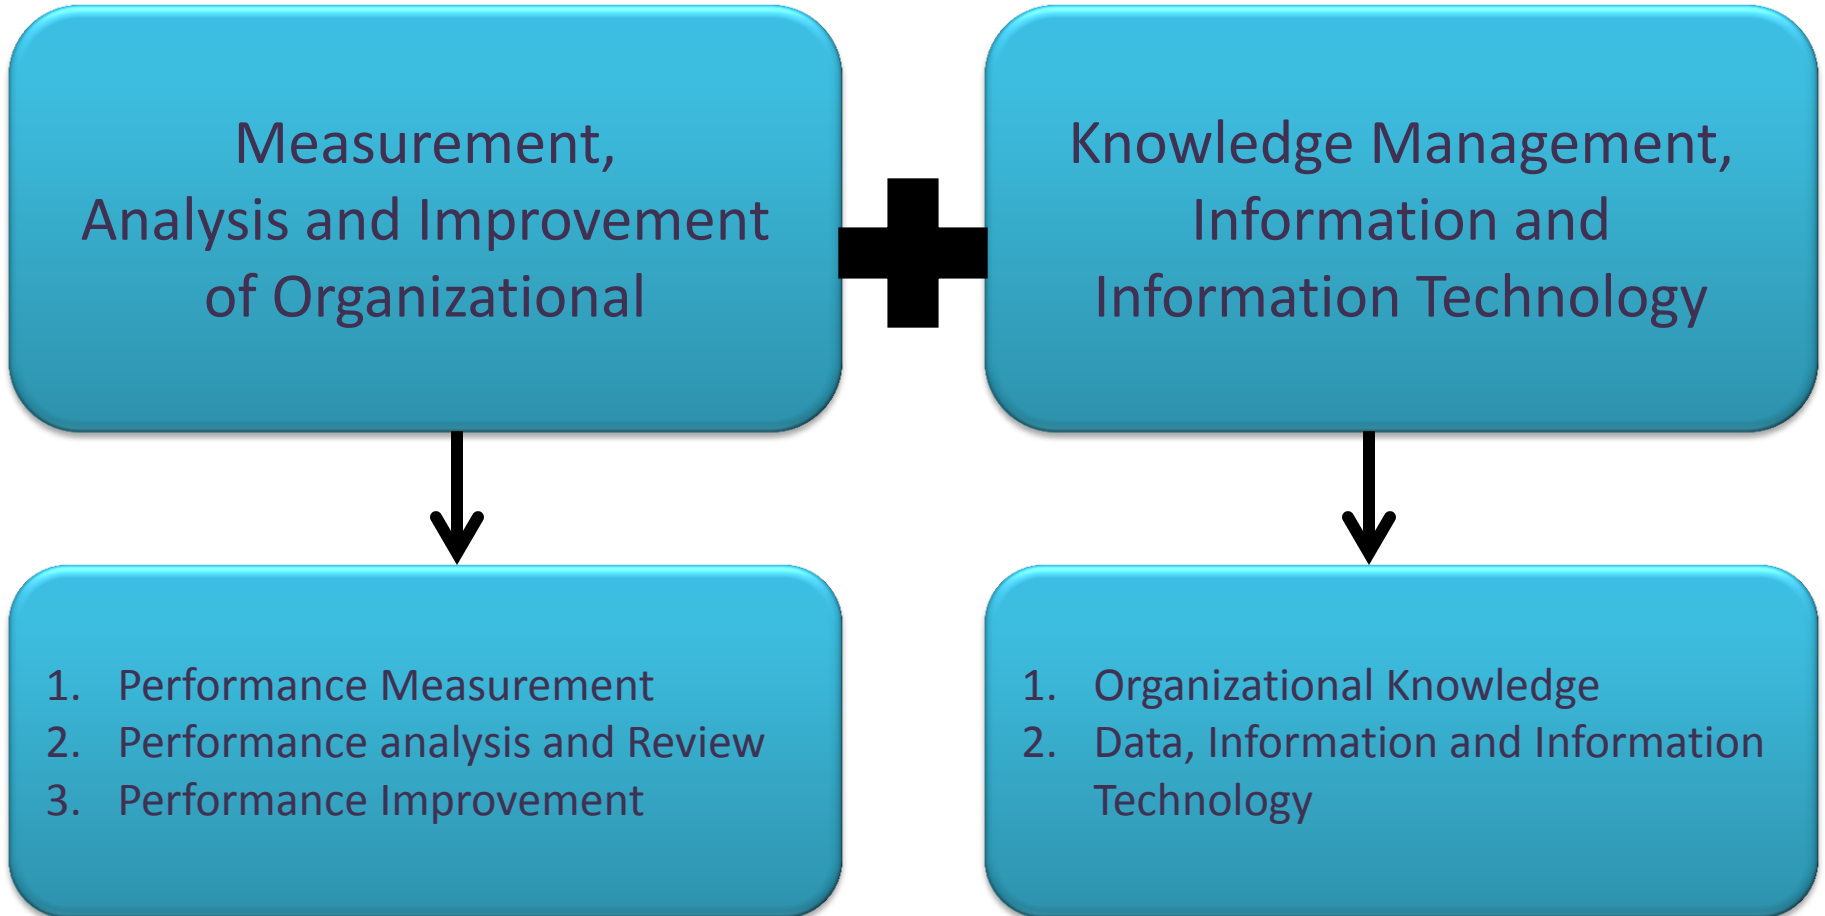 Measurement,
Analysis and Improvement
of Organizational
Knowledge Management,
Information and
Information Technology
1. Performance Measurement
2. Performance analysis and Review
3. Performance Improvement
1. Organizational Knowledge
2. Data, Information and Information
Technology